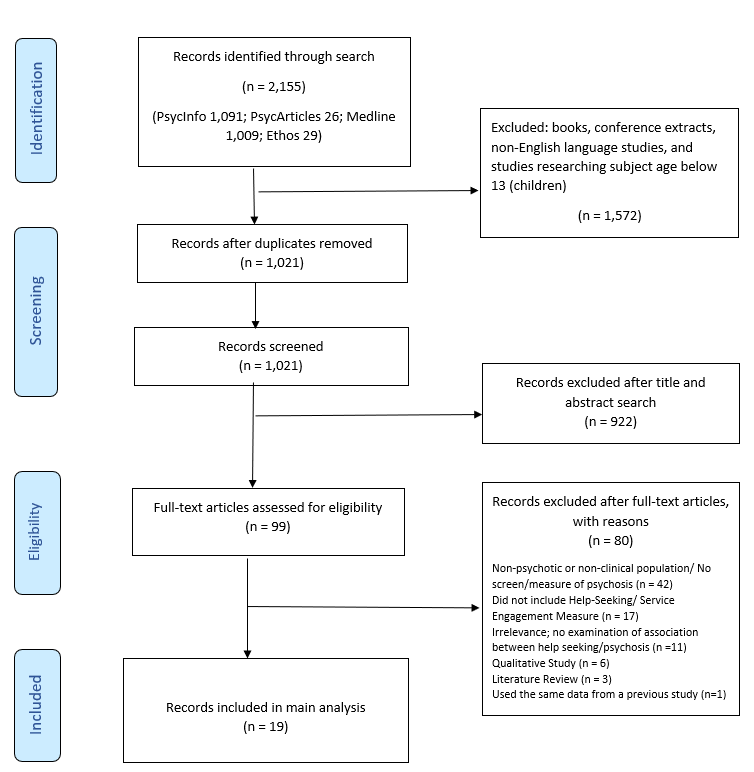 Identification
Records identified through search
(n = 2,155)
(PsycInfo 1,091; PsycArticles 26; Medline
1,009; Ethos 29)
Excluded: books, conference extracts,
non-English language studies, and
studies researching subject age below
13 (children)
(n = 1,572)
Screening
Records after duplicates removed
(n = 1,021)
Records screened
(n = 1,021)
Records excluded after title and
abstract search
(n = 922)
Eligibility
Full-text articles assessed for eligibility
(n = 99)
Records excluded after full-text articles,
with reasons
(n = 80)
Non-psychotic or non-clinical population/ No
screen/measure of psychosis (n = 42)
Did not include Help-Seeking/ Service
Engagement Measure (n = 17)
Irrelevance; no examination of association
between help seeking/psychosis (n =11)
Qualitative Study (n = 6)
Literature Review (n = 3)
Used the same data from a previous study (n=1)
Included
Records included in main analysis
(n = 19)